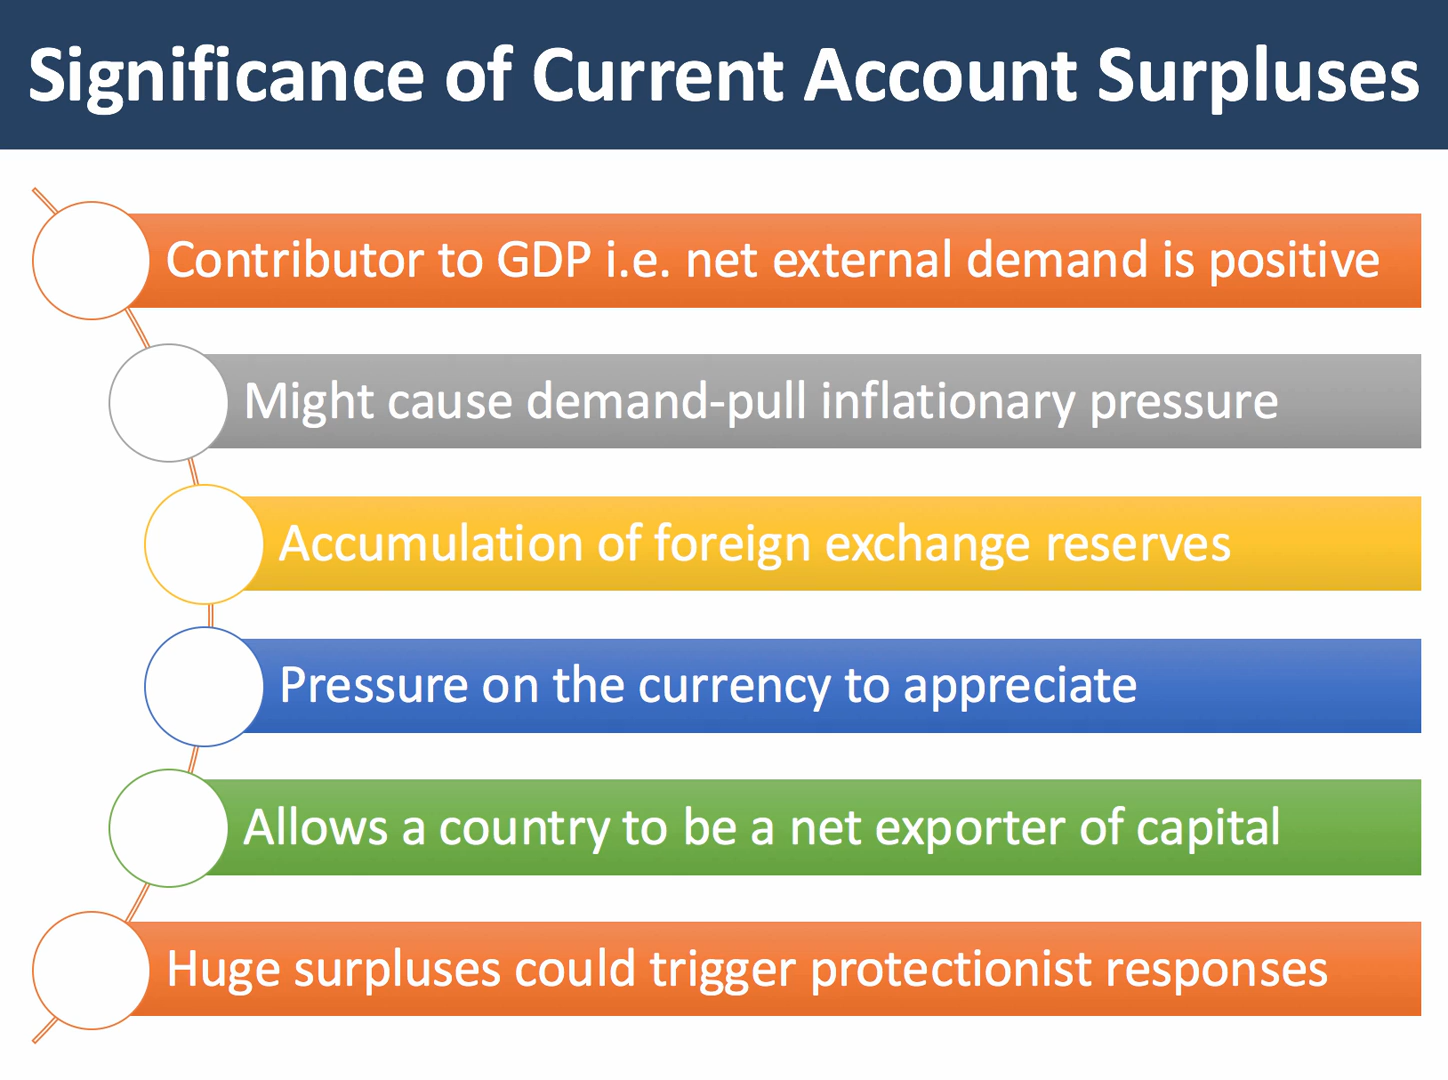 Significance of Current Account Surpluses
Contributor to GDP i.e. net external demand is positive
Might cause demand-pull inflationary pressure
Accumulation of foreign exchange reserves
Pressure on the currency to appreciate
Allows a country to be a net exporter of capital
Huge surpluses could trigger protectionist responses